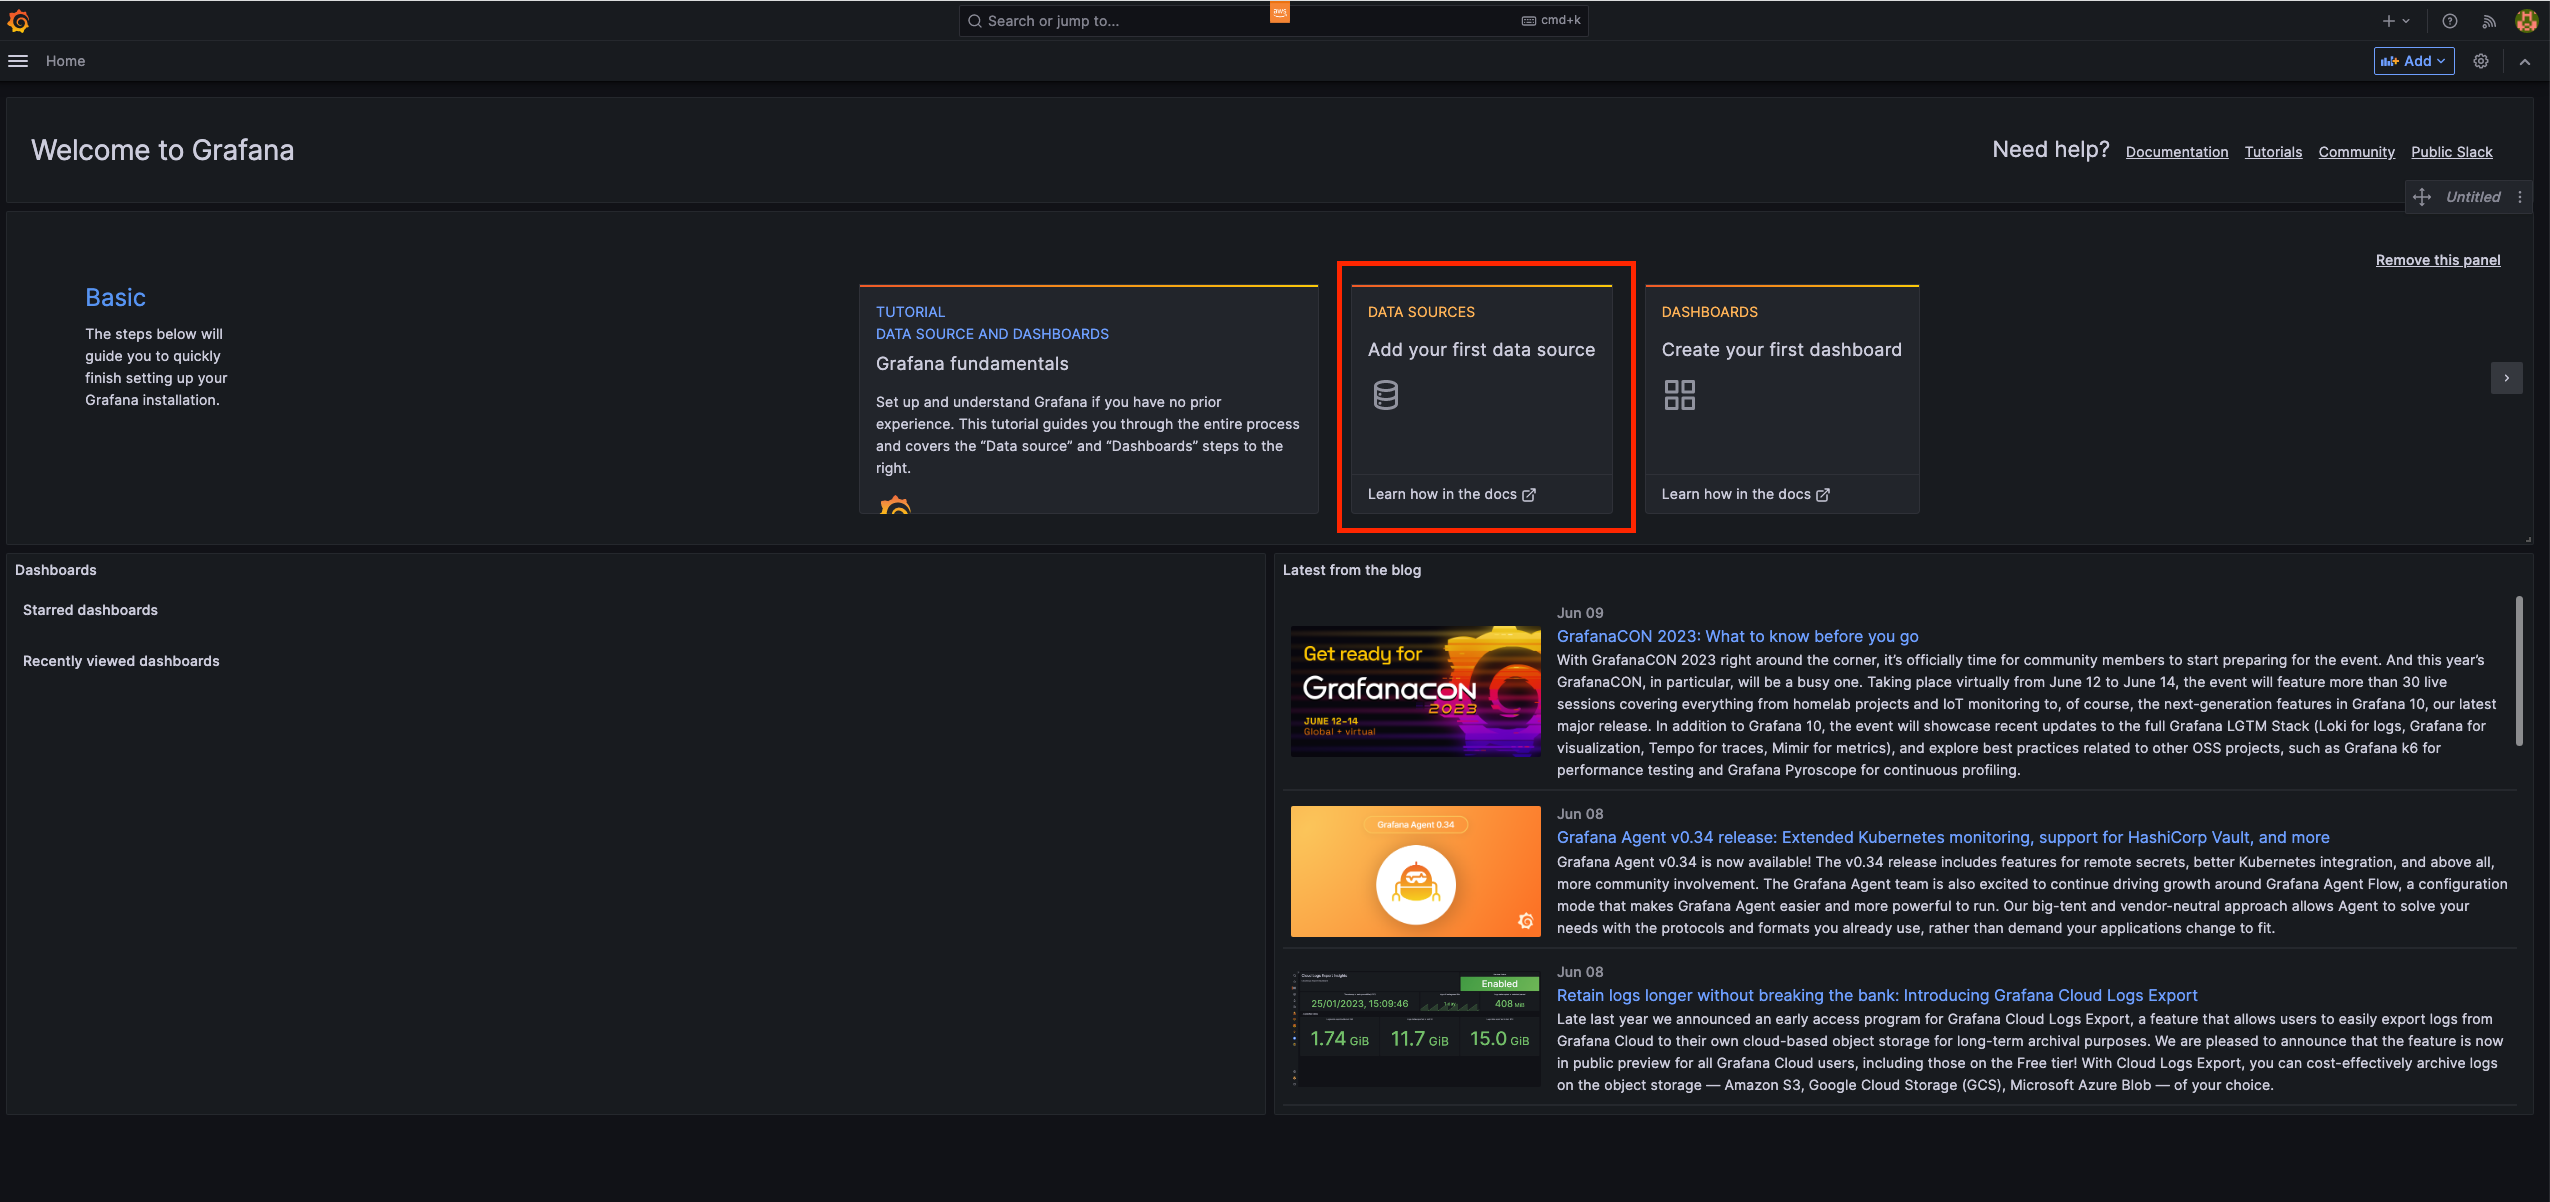 Search or jump to...
aws
cmd+k
Home
Add
Welcome to Grafana
Need help?
Documentation
Tutorials
Community
Public Slack
Untitled
Remove this panel
Basic
The steps below will
guide you to quickly
finish setting up your
Grafana installation.
TUTORIAL
DATA SOURCE AND DASHBOARDS
Grafana fundamentals
Set up and understand Grafana if you have no prior
experience. This tutorial guides you through the entire process
and covers the “Data source” and “Dashboards” steps to the
right.
DATA SOURCES
Add your first data source
Learn how in the docs
DASHBOARDS
Create your first dashboard
Learn how in the docs
Dashboards
Starred dashboards
Recently viewed dashboards
Latest from the blog
Get ready for
GrafanaCON
2023
JUNE 12-14
Global + virtual
Jun 09
GrafanaCON 2023: What to know before you go
With GrafanaCON 2023 right around the corner, it’s officially time for community members to start preparing for the event. And this year’s
GrafanaCON, in particular, will be a busy one. Taking place virtually from June 12 to June 14, the event will feature more than 30 live
sessions covering everything from homelab projects and IoT monitoring to, of course, the next-generation features in Grafana 10, our latest
major release. In addition to Grafana 10, the event will showcase recent updates to the full Grafana LGTM Stack (Loki for logs, Grafana for
visualization, Tempo for traces, Mimir for metrics), and explore best practices related to other OSS projects, such as Grafana k6 for
performance testing and Grafana Pyroscope for continuous profiling.
Grafana Agent 0.34
Jun 08
Grafana Agent v0.34 release: Extended Kubernetes monitoring, support for HashiCorp Vault, and more
Grafana Agent v0.34 is now available! The v0.34 release includes features for remote secrets, better Kubernetes integration, and above all,
more community involvement. The Grafana Agent team is also excited to continue driving growth around Grafana Agent Flow, a configuration
mode that makes Grafana Agent easier and more powerful to run. Our big-tent and vendor-neutral approach allows Agent to solve your
needs with the protocols and formats you already use, rather than demand your applications change to fit.
Cloud Logs Export Insights
Enabled
25/01/2023, 15:09:46
408 MiB
1.74 GiB
11.7 GiB
15.0 GiB
Jun 08
Retain logs longer without breaking the bank: Introducing Grafana Cloud Logs Export
Late last year we announced an early access program for Grafana Cloud Logs Export, a feature that allows users to easily export logs from
Grafana Cloud to their own cloud-based object storage for long-term archival purposes. We are pleased to announce that the feature is now
in public preview for all Grafana Cloud users, including those on the Free tier! With Cloud Logs Export, you can cost-effectively archive logs
on the object storage — Amazon S3, Google Cloud Storage (GCS), Microsoft Azure Blob — of your choice.